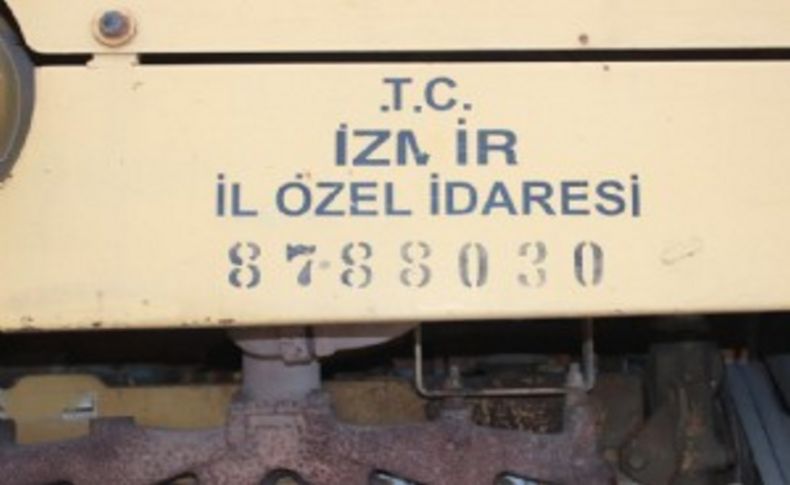 .T.C.
İZMİR
İL ÖZEL İDARESİ
8788030